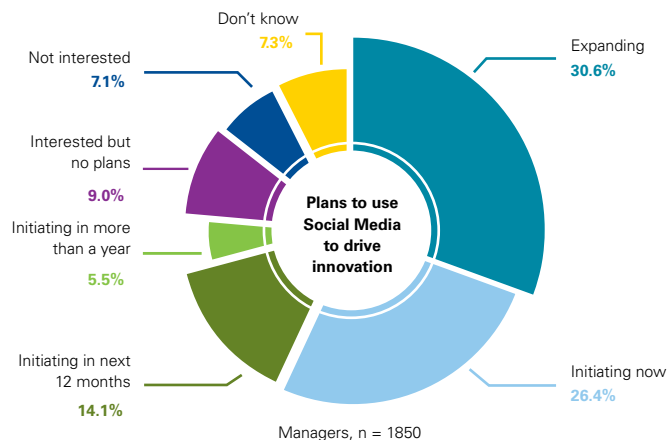 Don't know
7.3%
Expanding
30.6%
Not interested
7.1%
Interested but
no plans
9.0%
Plans to use
Social Media
to drive
innovation
Initiating in more
than a year
5.5%
Initiating in next
12 months
14.1%
Initiating now
26.4%
Managers, n = 1850